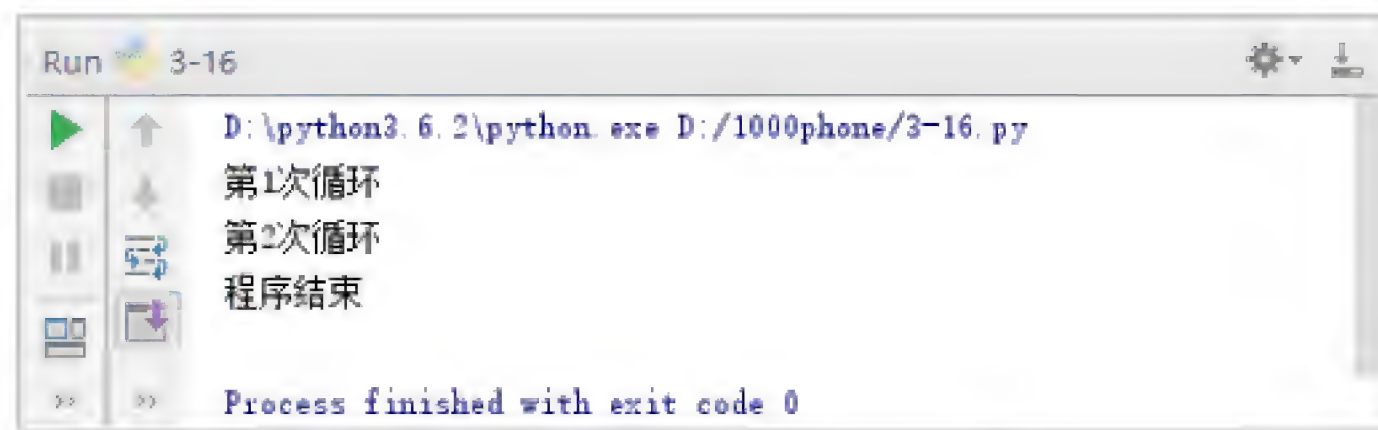 Run 3-16
D:\python3.6.2\python.exe D:/1000phone/3-16.py
第1次循环
第2次循环
程序结束
Process finished with exit code 0